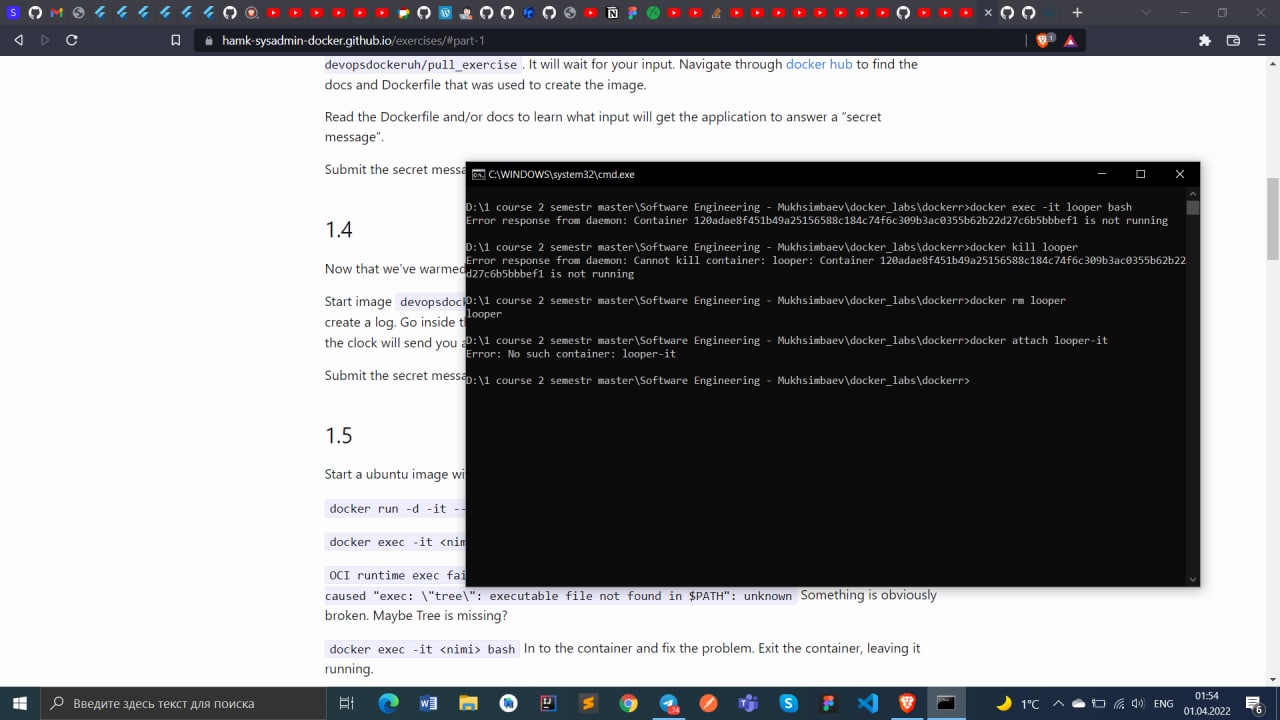 hamk-sysadmin-docker.github.io/exercises/#part-1
devopsdockeruh/pull_exercise . It will wait for your input. Navigate through docker hub to find the
docs and Dockerfile that was used to create the image.
Read the Dockerfile and/or docs to learn what input will get the application to answer a “secret
message”.
Submit the secret messa
1.4
Now that we’ve warmed
Start image devopsdock
create a log. Go inside th
the clock will send you a
Submit the secret messa
1.5
Start a ubuntu image wi
docker run -d -it --
docker exec -it <nim
OCI runtime exec fai
caused "exec: \"tree\": executable file not found in $PATH": unknown Something is obviously
broken. Maybe Tree is missing?
docker exec -it <nimi> bash In to the container and fix the problem. Exit the container, leaving it
running.
C:\WINDOWS\system32\cmd.exe
D:\1 course 2 semestr master\Software Engineering - Mukhsimbaev\docker_labs\dockerr>docker exec -it looper bash
Error response from daemon: Container 120adae8f451b49a25156588c184c74f6c309b3ac0355b62b22d27c6b5bbbef1 is not running
D:\1 course 2 semestr master\Software Engineering - Mukhsimbaev\docker_labs\dockerr>docker kill looper
Error response from daemon: Cannot kill container: looper: Container 120adae8f451b49a25156588c184c74f6c309b3ac0355b62b22
d27c6b5bbbef1 is not running
D:\1 course 2 semestr master\Software Engineering - Mukhsimbaev\docker_labs\dockerr>docker rm looper
looper
D:\1 course 2 semestr master\Software Engineering - Mukhsimbaev\docker_labs\dockerr>docker attach looper-it
Error: No such container: looper-it
D:\1 course 2 semestr master\Software Engineering - Mukhsimbaev\docker_labs\dockerr>
Введите здесь текст для поиска
1°C
ENG
01:54
01.04.2022
6